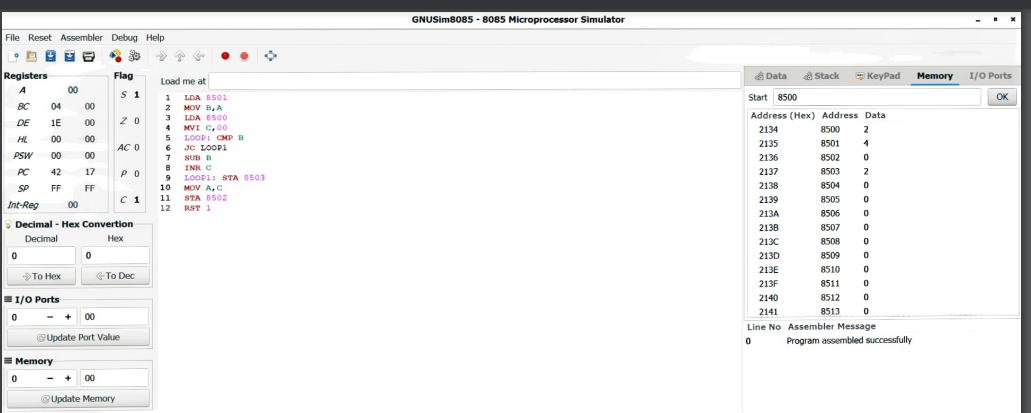 GNUSim8085 - 8085 Microprocessor Simulator
File Reset Assembler Debug Help
Registers
A 00
BC 04 00
DE 1E 00
HL 00 00
PSW 00 00
PC 42 17
SP FF FF
Int-Reg 00
Flag
S 1
Z 0
AC 0
P 0
C 1
Decimal - Hex Convertion
Decimal Hex
0 0
To Hex To Dec
I/O Ports
0 - + 00
Update Port Value
Memory
0 - + 00
Update Memory
Load me at
1 LDA 8501
2 MOV B,A
3 LDA 8500
4 MVI C,00
5 LOOP: CMP B
6 JC LOOP1
7 SUB B
8 INR C
9 LOOP1: STA 8503
10 MOV A,C
11 STA 8502
12 RST 1
Data Stack KeyPad Memory I/O Ports
Start 8500 OK
Address (Hex) Address Data
2134 8500 2
2135 8501 4
2136 8502 0
2137 8503 2
2138 8504 0
2139 8505 0
213A 8506 0
213B 8507 0
213C 8508 0
213D 8509 0
213E 8510 0
213F 8511 0
2140 8512 0
2141 8513 0
Line No Assembler Message
0 Program assembled successfully